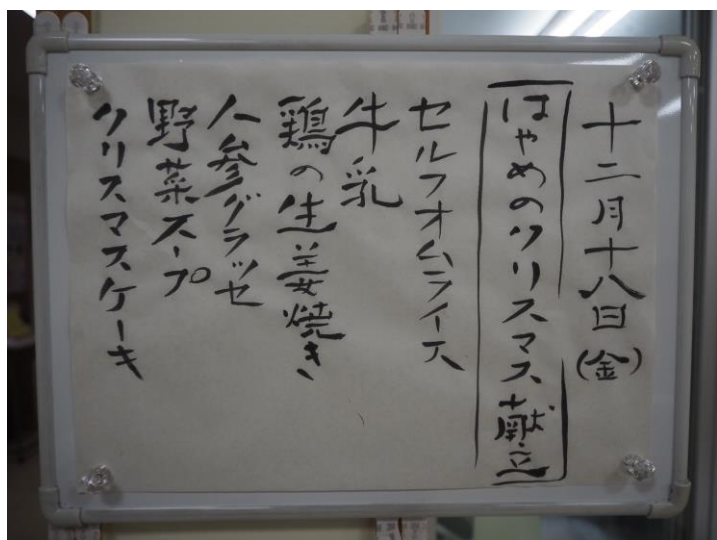 十二月十八日(金)
はやめのクリスマス献立
セルフオムライス
牛乳
鶏の生姜焼き
人参グラッセ
野菜スープ
クリスマスケーキ